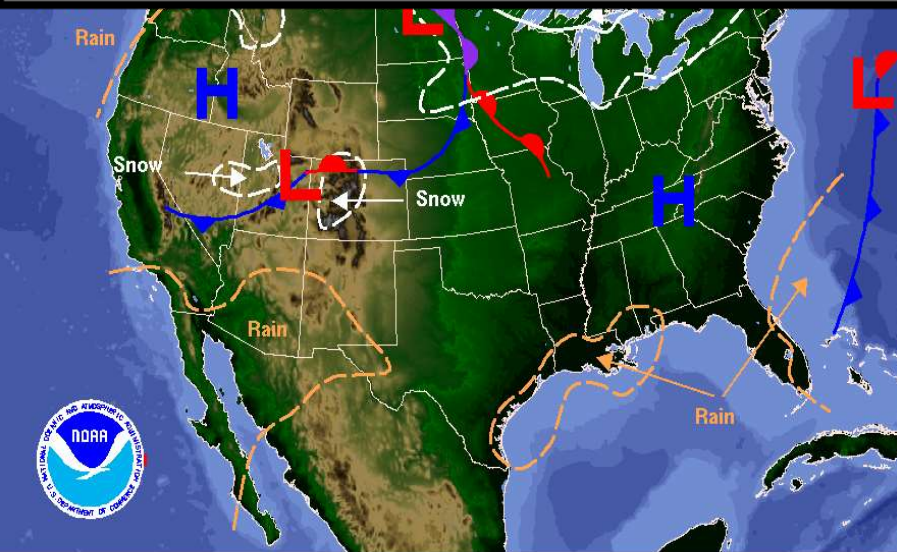 L
Rain
H
L
Snow
L
Snow
H
Rain
Rain
NATIONAL OCEANIC AND ATMOSPHERIC ADMINISTRATION
NOAA
U.S. DEPARTMENT OF COMMERCE